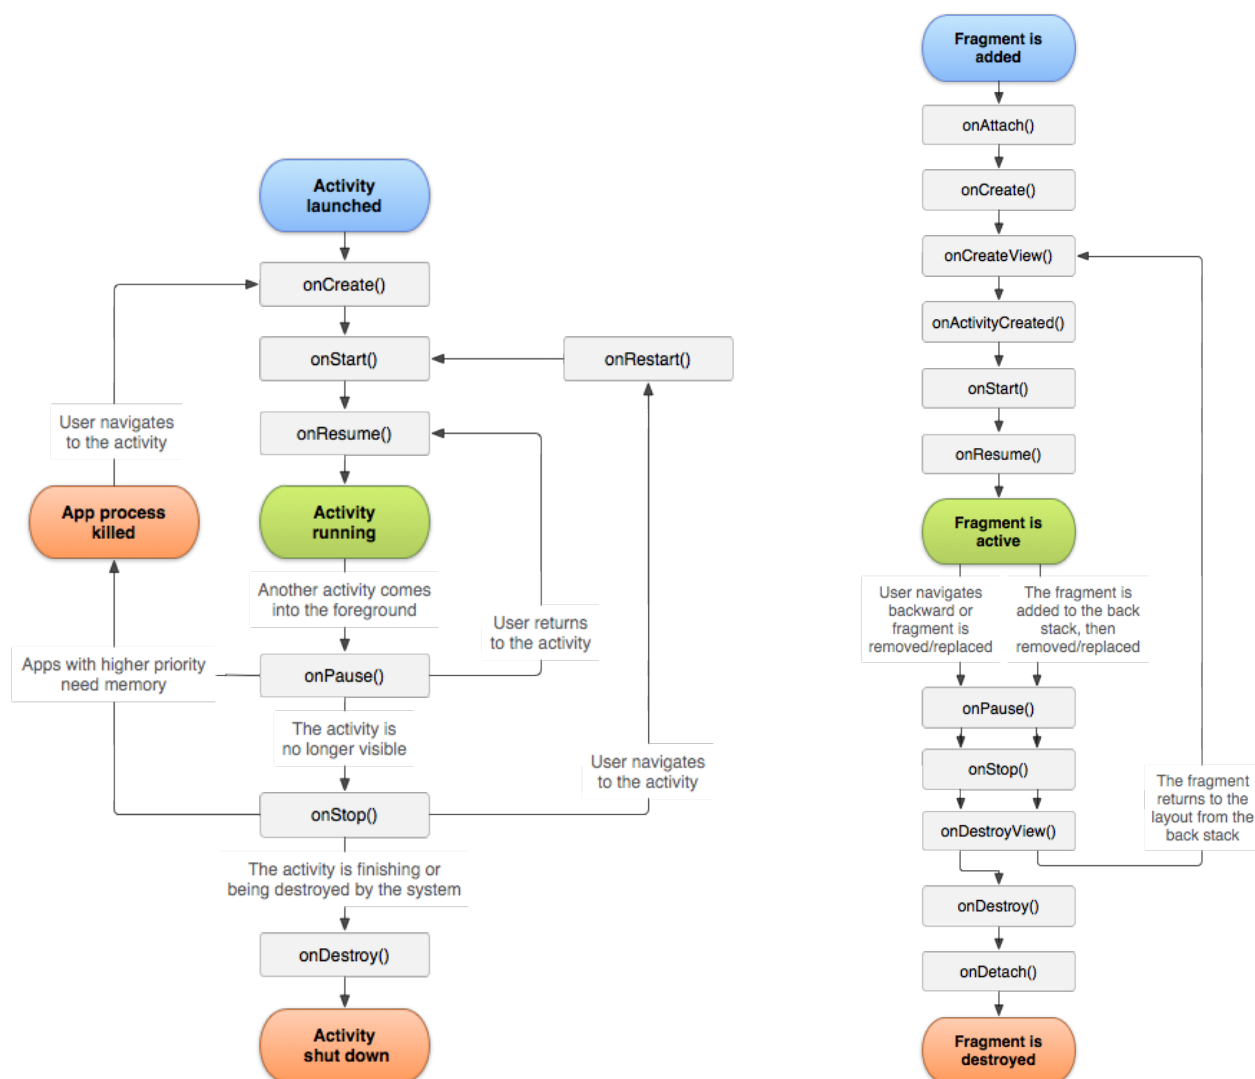 Activity
launched
onCreate()
onStart()
onRestart()
User navigates
to the activity
onResume()
App process
killed
Activity
running
Another activity comes
into the foreground
User returns
to the activity
Apps with higher priority
need memory
onPause()
The activity is
no longer visible
User navigates
to the activity
onStop()
The activity is finishing or
being destroyed by the system
onDestroy()
Activity
shut down
Fragment is
added
onAttach()
onCreate()
onCreateView()
onActivityCreated()
onStart()
onResume()
Fragment is
active
User navigates
backward or
fragment is
removed/replaced
The fragment is
added to the back
stack, then
removed/replaced
onPause()
onStop()
The fragment
returns to the
layout from the
back stack
onDestroyView()
onDestroy()
onDetach()
Fragment is
destroyed